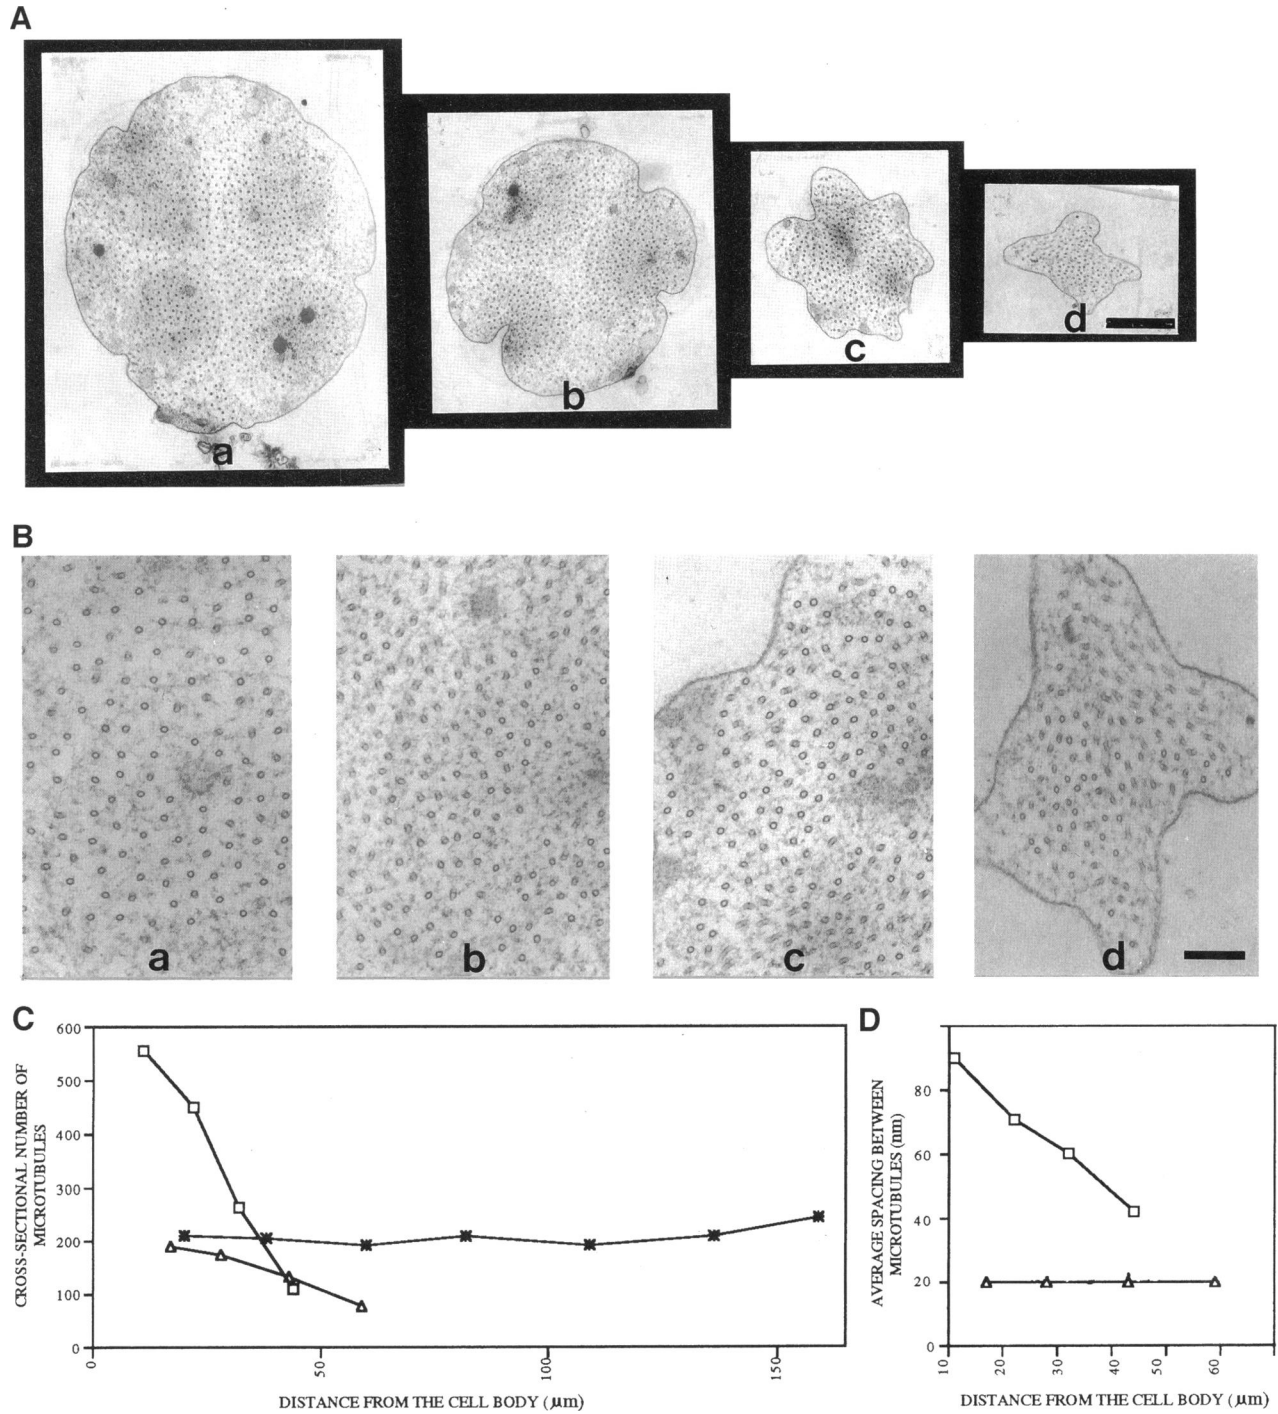 A
a
b
c
d
B
a
b
c
d
C
CROSS-SECTIONAL NUMBER OF
MICROTUBULES
600
500
400
300
200
100
0
0
50
100
150
DISTANCE FROM THE CELL BODY (μm)
D
AVERAGE SPACING BETWEEN
MICROTUBULES (nm)
80
60
40
20
0
10
20
30
40
50
60
DISTANCE FROM THE CELL BODY (μm)